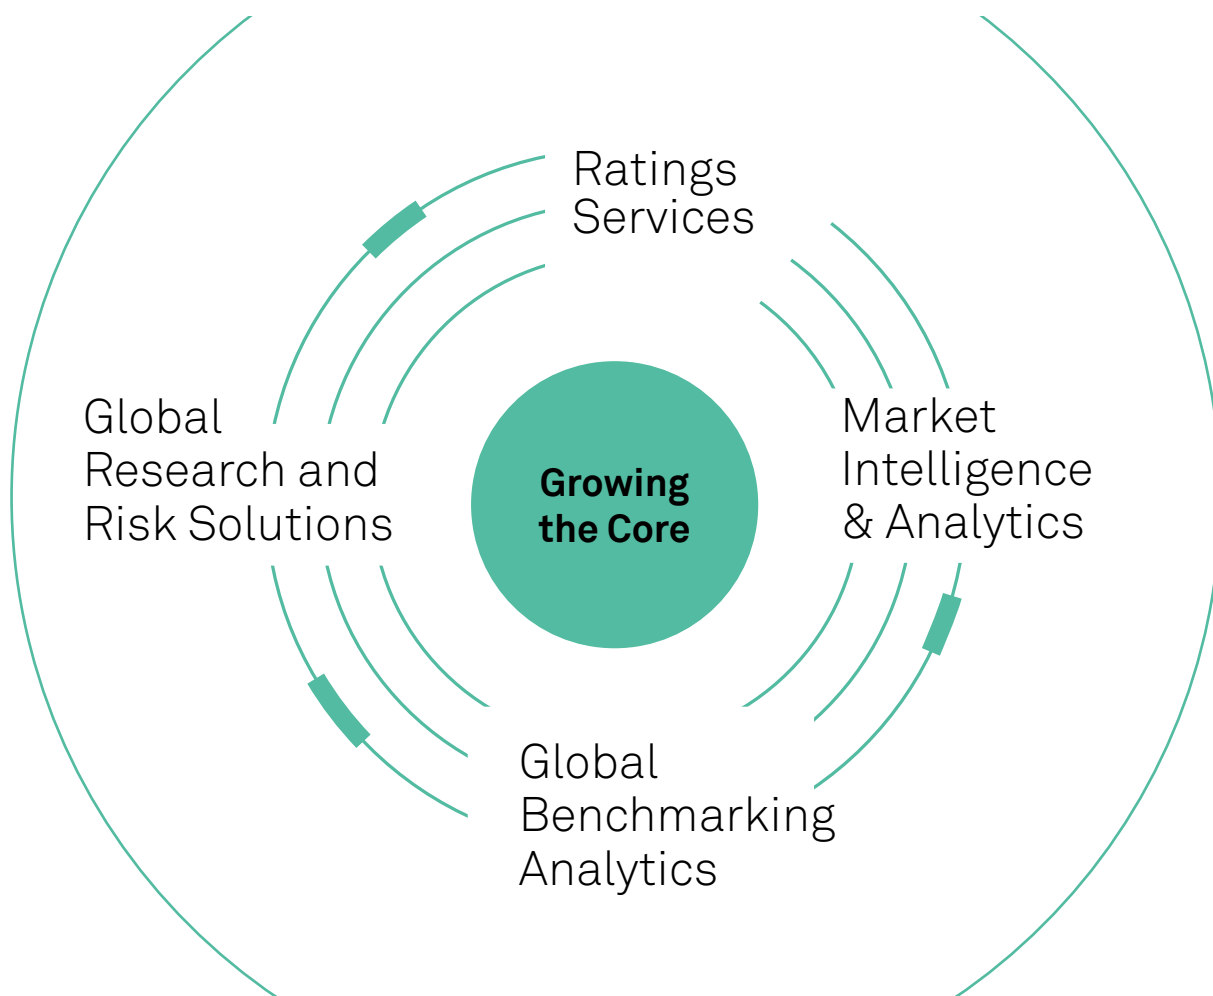 Ratings
Services
Global
Research and
Risk Solutions
Growing
the Core
Market
Intelligence
& Analytics
Global
Benchmarking
Analytics